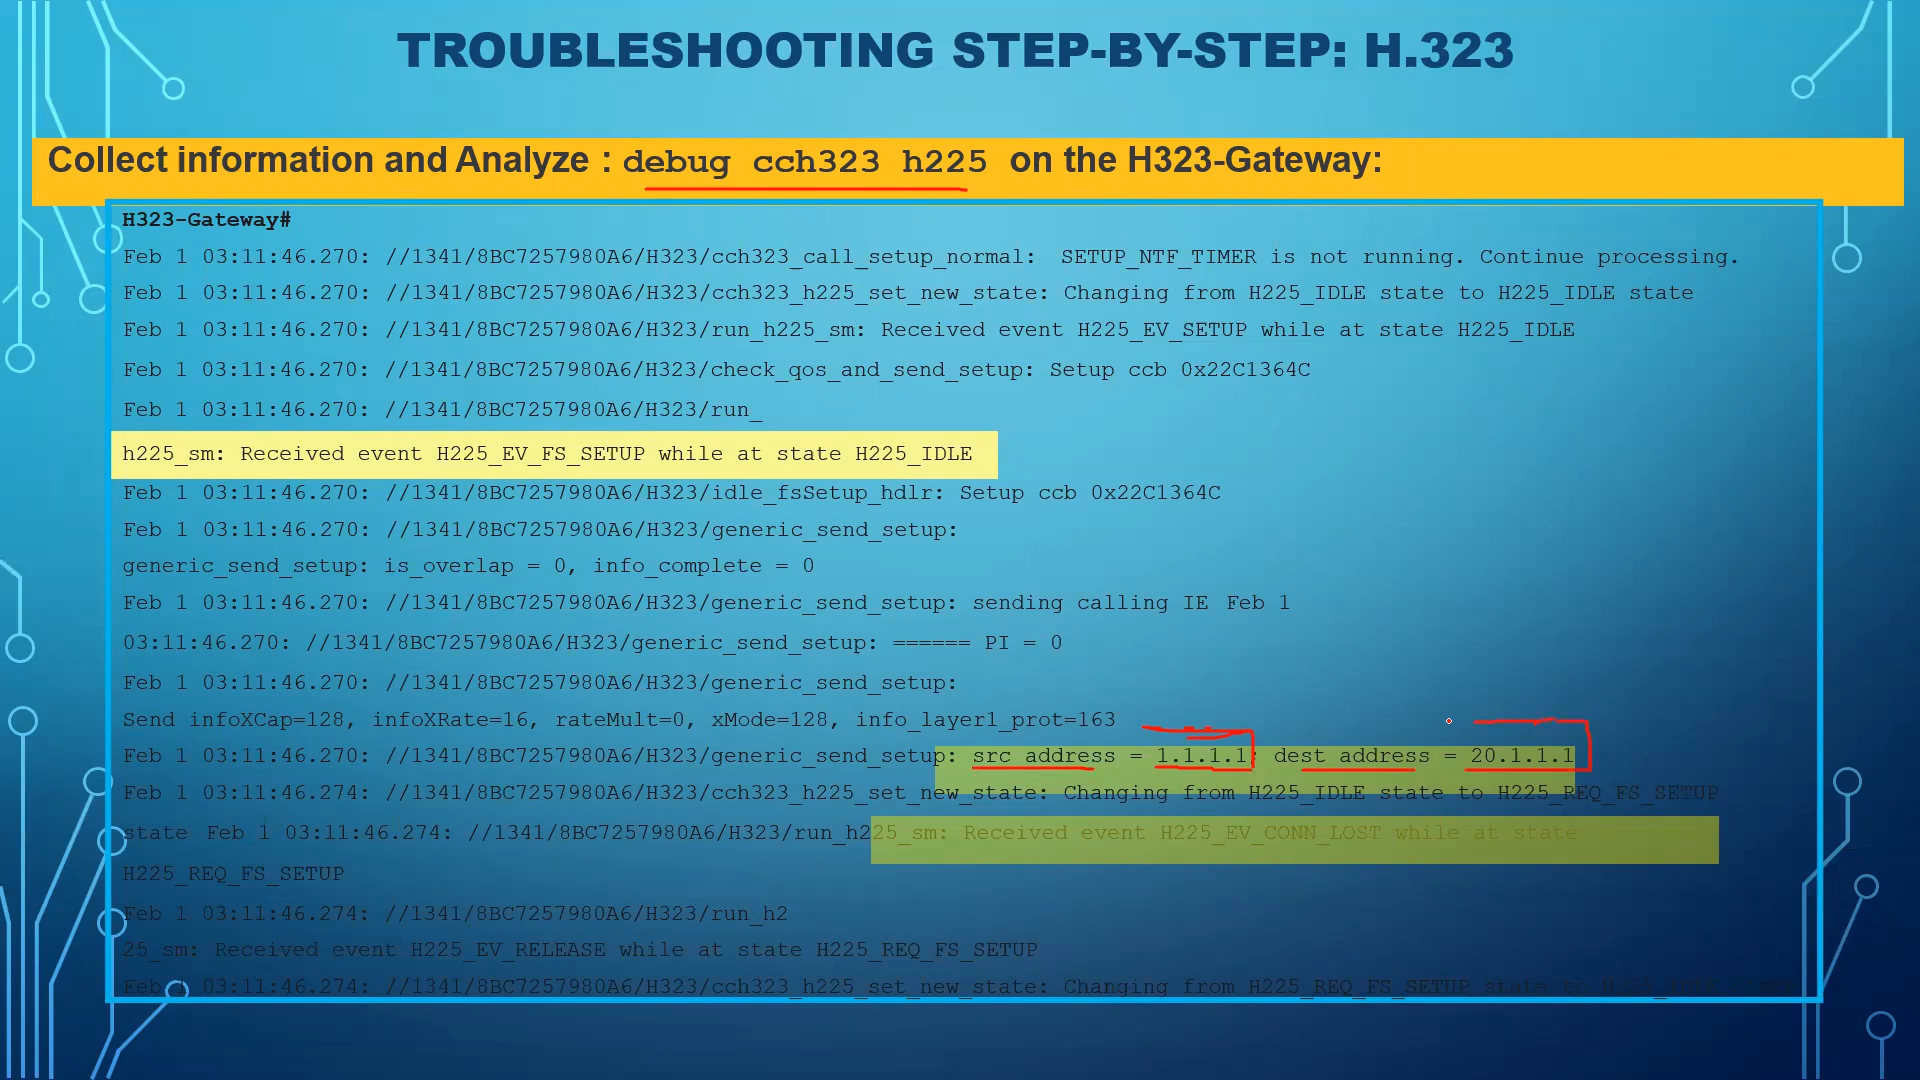 TROUBLESHOOTING STEP-BY-STEP: H.323
Collect information and Analyze : debug cch323 h225 on the H323-Gateway:
H323-Gateway#
Feb 1 03:11:46.270: //1341/8BC7257980A6/H323/cch323_call_setup_normal: SETUP_NTF_TIMER is not running. Continue processing.
Feb 1 03:11:46.270: //1341/8BC7257980A6/H323/cch323_h225_set_new_state: Changing from H225_IDLE state to H225_IDLE state
Feb 1 03:11:46.270: //1341/8BC7257980A6/H323/run_h225_sm: Received event H225_EV_SETUP while at state H225_IDLE
Feb 1 03:11:46.270: //1341/8BC7257980A6/H323/check_qos_and_send_setup: Setup ccb 0x22C1364C
Feb 1 03:11:46.270: //1341/8BC7257980A6/H323/run_
h225_sm: Received event H225_EV_FS_SETUP while at state H225_IDLE
Feb 1 03:11:46.270: //1341/8BC7257980A6/H323/idle_fsSetup_hdlr: Setup ccb 0x22C1364C
Feb 1 03:11:46.270: //1341/8BC7257980A6/H323/generic_send_setup:
generic_send_setup: is_overlap = 0, info_complete = 0
Feb 1 03:11:46.270: //1341/8BC7257980A6/H323/generic_send_setup: sending calling IE Feb 1
03:11:46.270: //1341/8BC7257980A6/H323/generic_send_setup: ====== PI = 0
Feb 1 03:11:46.270: //1341/8BC7257980A6/H323/generic_send_setup:
Send infoXCap=128, infoXRate=16, rateMult=0, xMode=128, info_layer1_prot=163
Feb 1 03:11:46.270: //1341/8BC7257980A6/H323/generic_send_setup: src address = 1.1.1.1; dest address = 20.1.1.1
Feb 1 03:11:46.274: //1341/8BC7257980A6/H323/cch323_h225_set_new_state: Changing from H225_IDLE state to H225_REQ_FS_SETUP
state Feb 1 03:11:46.274: //1341/8BC7257980A6/H323/run_h225_sm: Received event H225_EV_CONN_LOST while at state
H225_REQ_FS_SETUP
Feb 1 03:11:46.274: //1341/8BC7257980A6/H323/run_h2
25_sm: Received event H225_EV_RELEASE while at state H225_REQ_FS_SETUP
Feb 1 03:11:46.274: //1341/8BC7257980A6/H323/cch323_h225_set_new_state: Changing from H225_REQ_FS_SETUP state to